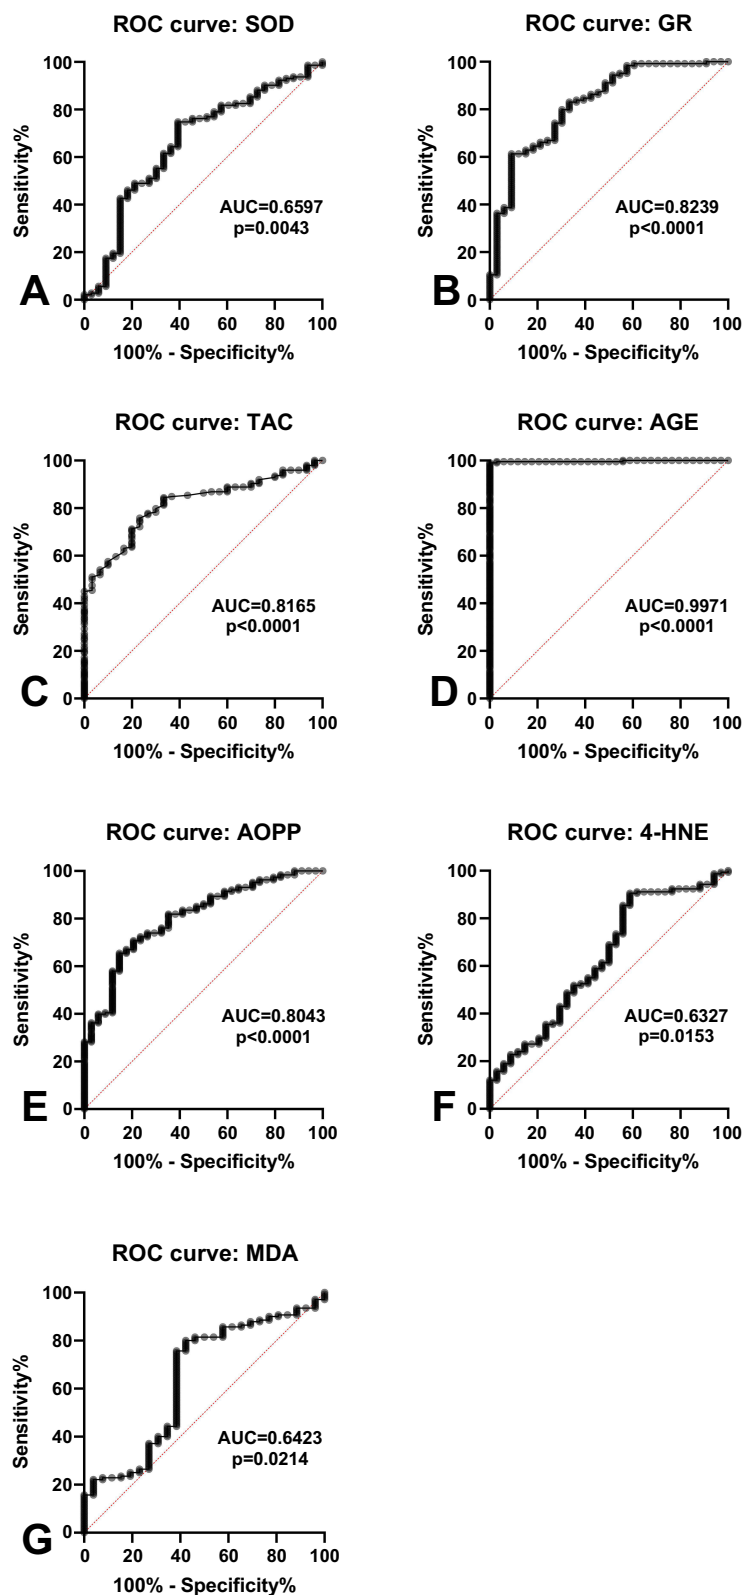 ROC curve: SOD
100
80
60
40
20
0
Sensitivity%
AUC=0.6597
p=0.0043
A
0 20 40 60 80 100
100% - Specificity%
ROC curve: GR
100
80
60
40
20
0
Sensitivity%
AUC=0.8239
p<0.0001
B
0 20 40 60 80 100
100% - Specificity%
ROC curve: TAC
100
80
60
40
20
0
Sensitivity%
AUC=0.8165
p<0.0001
C
0 20 40 60 80 100
100% - Specificity%
ROC curve: AGE
100
80
60
40
20
0
Sensitivity%
AUC=0.9971
p<0.0001
D
0 20 40 60 80 100
100% - Specificity%
ROC curve: AOPP
100
80
60
40
20
0
Sensitivity%
AUC=0.8043
p<0.0001
E
0 20 40 60 80 100
100% - Specificity%
ROC curve: 4-HNE
100
80
60
40
20
0
Sensitivity%
AUC=0.6327
p=0.0153
F
0 20 40 60 80 100
100% - Specificity%
ROC curve: MDA
100
80
60
40
20
0
Sensitivity%
AUC=0.6423
p=0.0214
G
0 20 40 60 80 100
100% - Specificity%